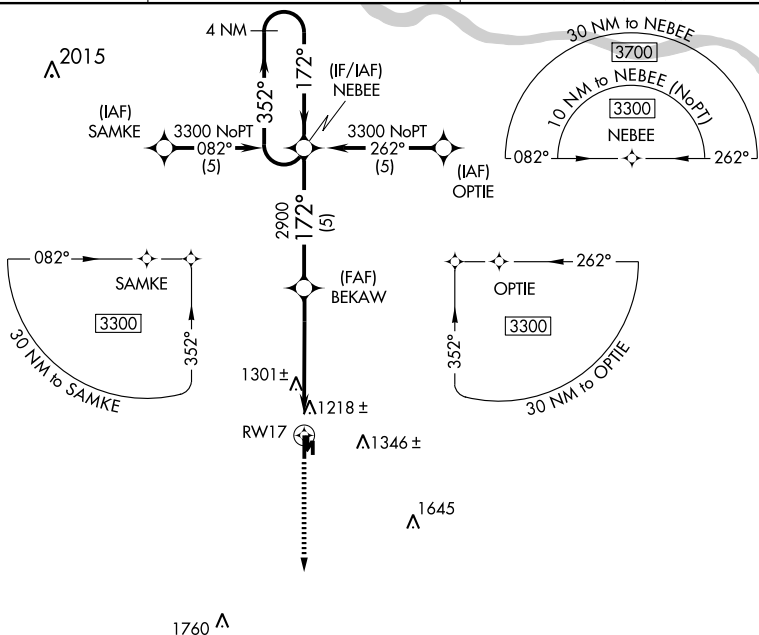 2015
4 NM
352°
172°
(IF/IAF)
NEBEE
(IAF)
SAMKE
3300 NoPT
082°
(5)
3300 NoPT
262°
(5)
(IAF)
OPTIE
30 NM to NEBEE
3700
10 NM to NEBEE (NoPT)
3300
NEBEE
082°
262°
2900
172°
(5)
082°
SAMKE
3300
352°
30 NM to SAMKE
(FAF)
BEKAW
262°
OPTIE
3300
352°
30 NM to OPTIE
1301 ±
1218 ±
RW17
1346 ±
1645
1760